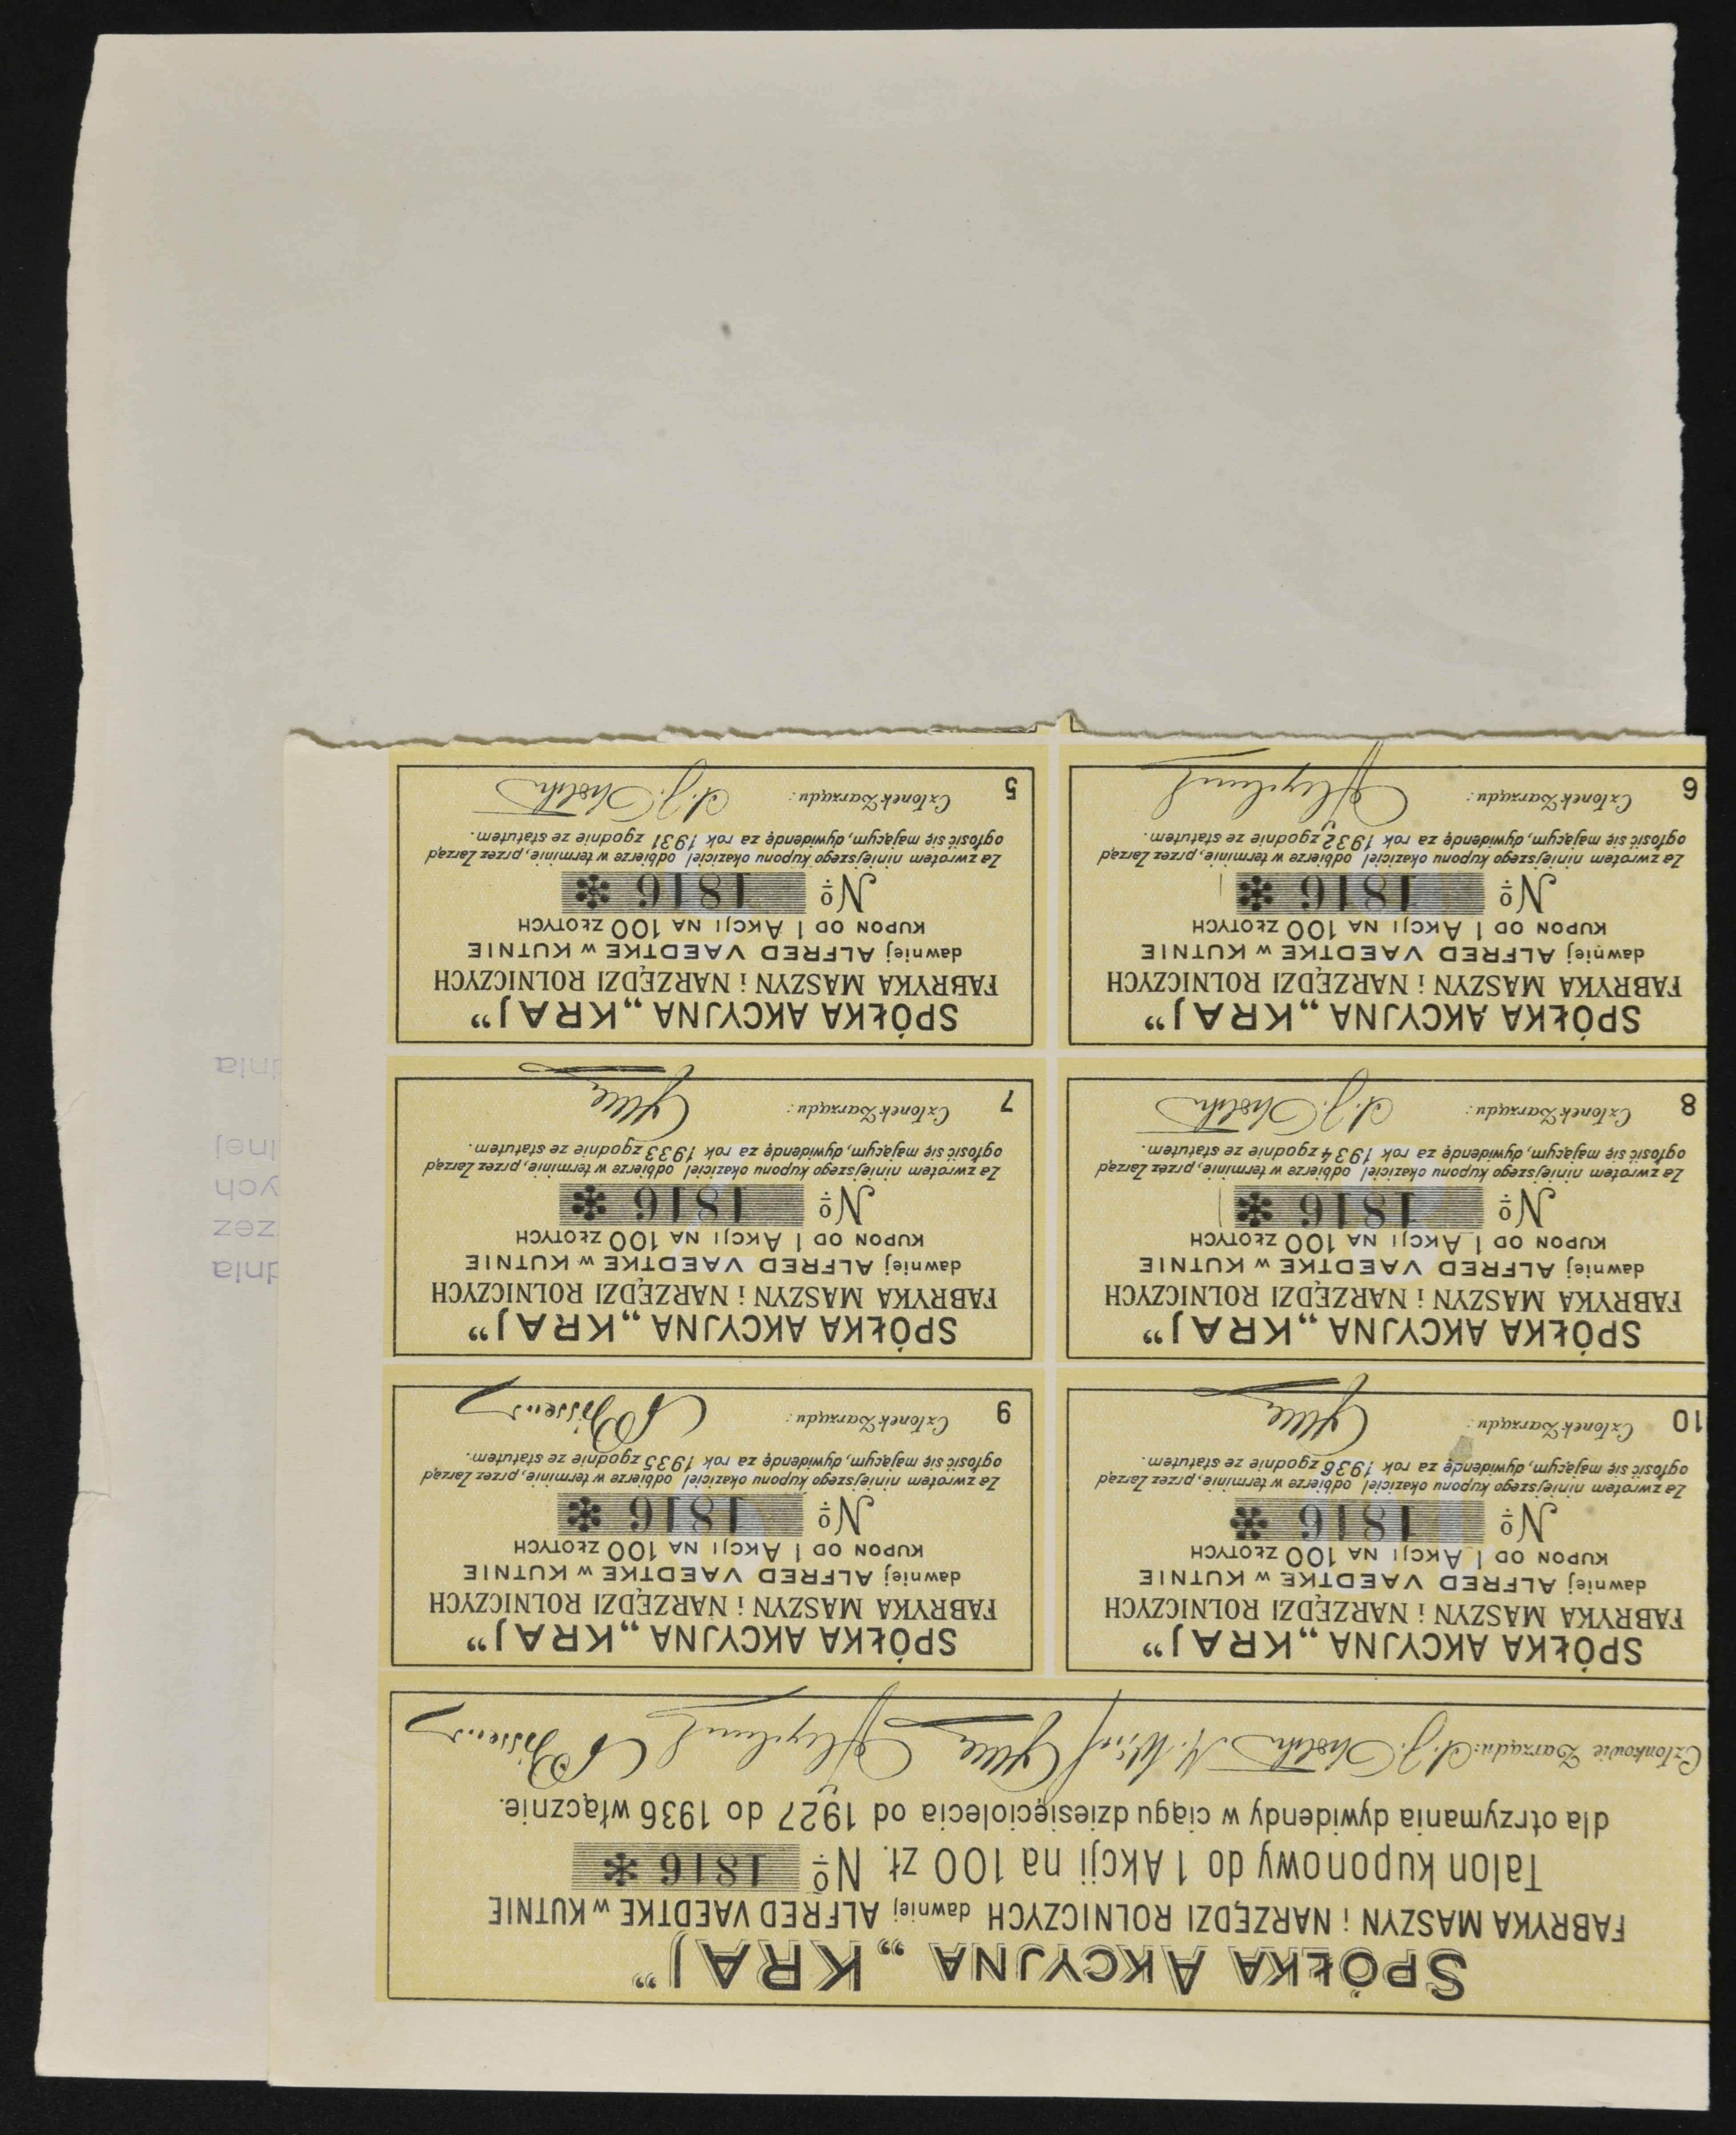 SPÓŁKA AKCYJNA „KRAJ”
FABRYKA MASZYN i NARZĘDZI ROLNICZYCH dawniej ALFRED VAEDTKE w KUTNIE
Talon kuponowy do 1 Akcji na 100 zł. № 1816 *
dla otrzymania dywidendy w ciągu dziesięciolecia od 1927 do 1936 włącznie.
Członkowie Zarządu:
SPÓŁKA AKCYJNA „KRAJ”
FABRYKA MASZYN i NARZĘDZI ROLNICZYCH
dawniej ALFRED VAEDTKE w KUTNIE
KUPON OD 1 AKCJI NA 100 ZŁOTYCH
№ 1816 *
Za zwrotem niniejszego kuponu okaziciel odbierze w terminie, przez Zarząd
ogłosić się mającym, dywidendę za rok 1936 zgodnie ze statutem.
10 Członek Zarządu:
SPÓŁKA AKCYJNA „KRAJ”
FABRYKA MASZYN i NARZĘDZI ROLNICZYCH
dawniej ALFRED VAEDTKE w KUTNIE
KUPON OD 1 AKCJI NA 100 ZŁOTYCH
№ 1816 *
Za zwrotem niniejszego kuponu okaziciel odbierze w terminie, przez Zarząd
ogłosić się mającym, dywidendę za rok 1935 zgodnie ze statutem.
9 Członek Zarządu:
SPÓŁKA AKCYJNA „KRAJ”
FABRYKA MASZYN i NARZĘDZI ROLNICZYCH
dawniej ALFRED VAEDTKE w KUTNIE
KUPON OD 1 AKCJI NA 100 ZŁOTYCH
№ 1816 *
Za zwrotem niniejszego kuponu okaziciel odbierze w terminie, przez Zarząd
ogłosić się mającym, dywidendę za rok 1934 zgodnie ze statutem.
8 Członek Zarządu:
SPÓŁKA AKCYJNA „KRAJ”
FABRYKA MASZYN i NARZĘDZI ROLNICZYCH
dawniej ALFRED VAEDTKE w KUTNIE
KUPON OD 1 AKCJI NA 100 ZŁOTYCH
№ 1816 *
Za zwrotem niniejszego kuponu okaziciel odbierze w terminie, przez Zarząd
ogłosić się mającym, dywidendę za rok 1933 zgodnie ze statutem.
7 Członek Zarządu:
SPÓŁKA AKCYJNA „KRAJ”
FABRYKA MASZYN i NARZĘDZI ROLNICZYCH
dawniej ALFRED VAEDTKE w KUTNIE
KUPON OD 1 AKCJI NA 100 ZŁOTYCH
№ 1816 *
Za zwrotem niniejszego kuponu okaziciel odbierze w terminie, przez Zarząd
ogłosić się mającym, dywidendę za rok 1932 zgodnie ze statutem.
6 Członek Zarządu:
SPÓŁKA AKCYJNA „KRAJ”
FABRYKA MASZYN i NARZĘDZI ROLNICZYCH
dawniej ALFRED VAEDTKE w KUTNIE
KUPON OD 1 AKCJI NA 100 ZŁOTYCH
№ 1816 *
Za zwrotem niniejszego kuponu okaziciel odbierze w terminie, przez Zarząd
ogłosić się mającym, dywidendę za rok 1931 zgodnie ze statutem.
5 Członek Zarządu: